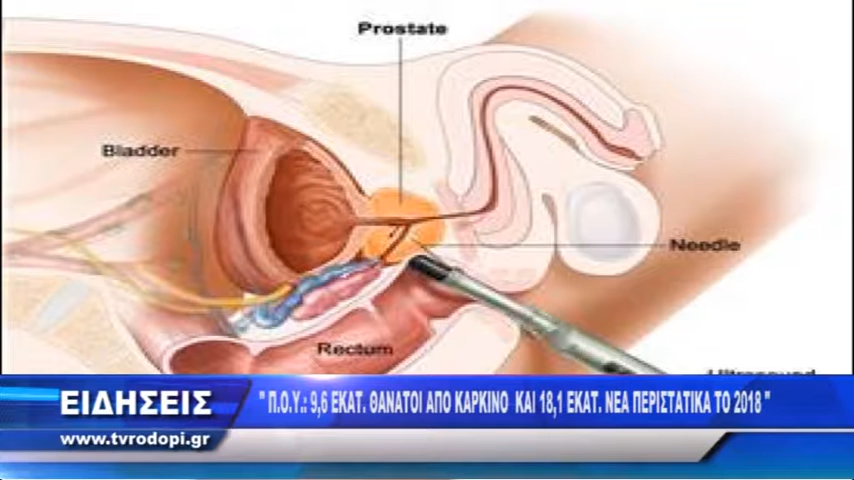 Prostate
Bladder
Needle
Rectum
Ultrasound
ΕΙΔΗΣΕΙΣ
" Π.Ο.Υ.: 9,6 ΕΚΑΤ. ΘΑΝΑΤΟΙ ΑΠΟ ΚΑΡΚΙΝΟ ΚΑΙ 18,1 ΕΚΑΤ. ΝΕΑ ΠΕΡΙΣΤΑΤΙΚΑ ΤΟ 2018 "
www.tvrodopi.gr